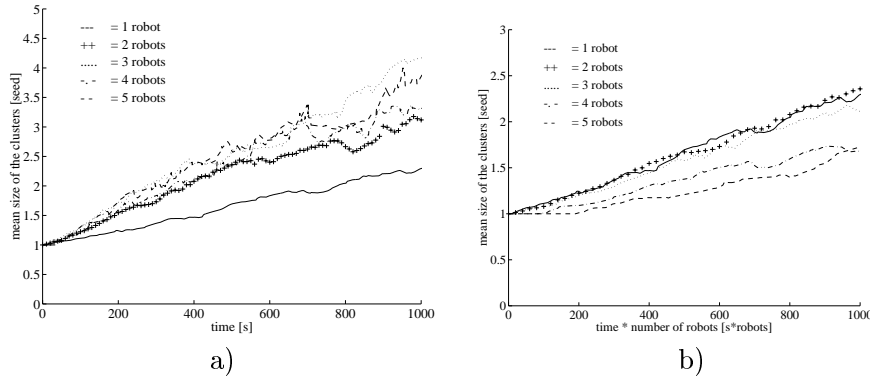 5
4.5
4
3.5
3
2.5
2
1.5
1
0.5
0
mean size of the clusters [seed]
--- = 1 robot
++ = 2 robots
...... = 3 robots
-.-. = 4 robots
- - = 5 robots
0 200 400 600 800 1000
time [s]
a)
3
2.5
2
1.5
1
0.5
0
mean size of the clusters [seed]
--- = 1 robot
++ = 2 robots
...... = 3 robots
-.-. = 4 robots
- - = 5 robots
0 200 400 600 800 1000
time * number of robots [s*robots]
b)